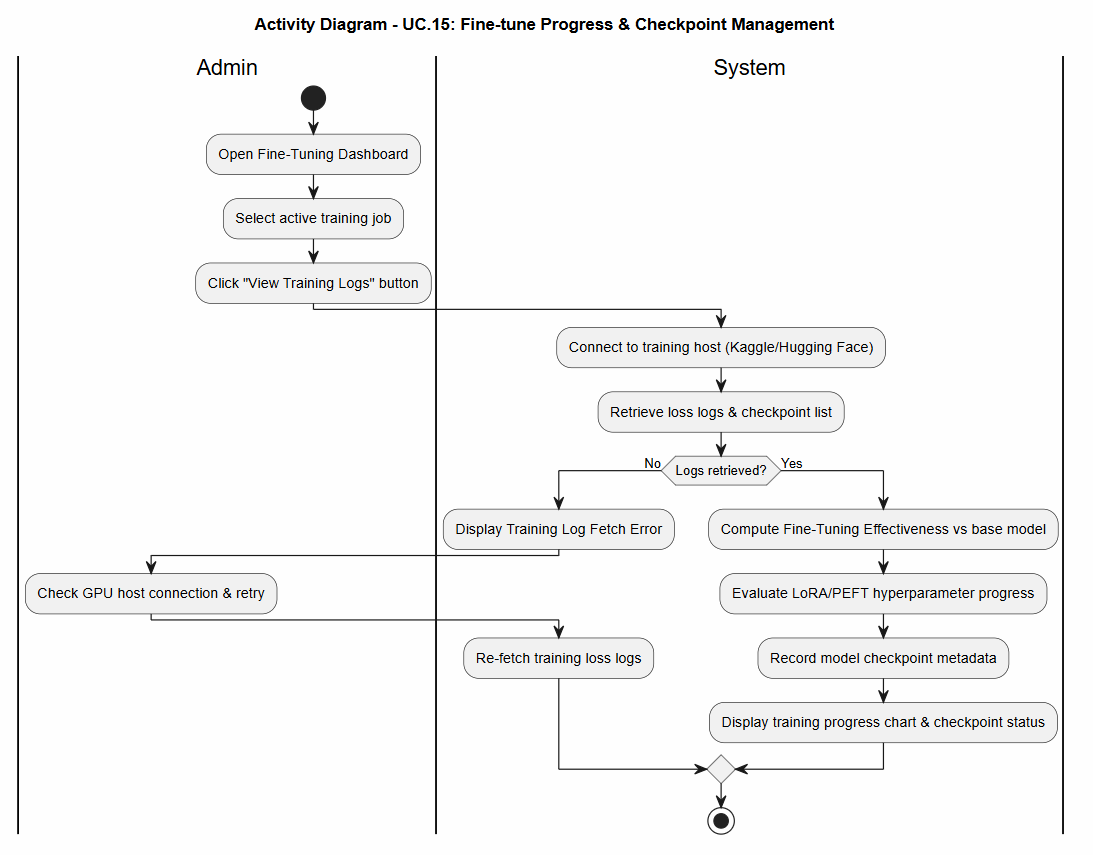 Activity Diagram - UC.15: Fine-tune Progress & Checkpoint Management
Admin
System
Open Fine-Tuning Dashboard
Select active training job
Click "View Training Logs" button
Connect to training host (Kaggle/Hugging Face)
Retrieve loss logs & checkpoint list
No
Logs retrieved?
Yes
Display Training Log Fetch Error
Compute Fine-Tuning Effectiveness vs base model
Check GPU host connection & retry
Evaluate LoRA/PEFT hyperparameter progress
Re-fetch training loss logs
Record model checkpoint metadata
Display training progress chart & checkpoint status